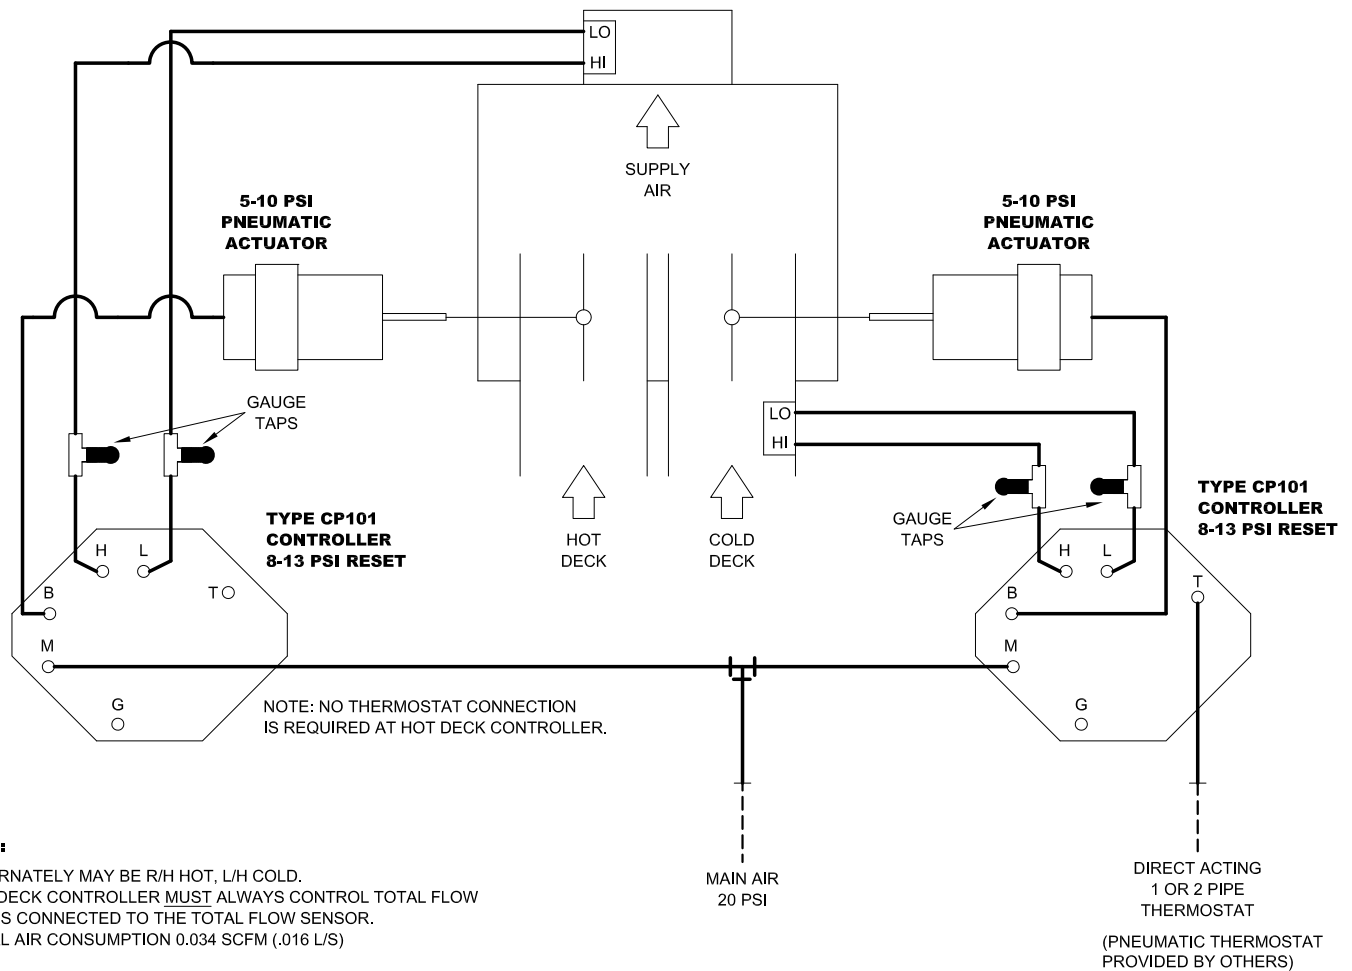 LO
HI
SUPPLY
AIR
5-10 PSI
PNEUMATIC
ACTUATOR
5-10 PSI
PNEUMATIC
ACTUATOR
GAUGE
TAPS
LO
HI
TYPE CP101
CONTROLLER
8-13 PSI RESET
HOT
DECK
COLD
DECK
GAUGE
TAPS
TYPE CP101
CONTROLLER
8-13 PSI RESET
H
L
T
B
M
G
H
L
T
B
M
G
NOTE: NO THERMOSTAT CONNECTION
IS REQUIRED AT HOT DECK CONTROLLER.
MAIN AIR
20 PSI
DIRECT ACTING
1 OR 2 PIPE
THERMOSTAT
(PNEUMATIC THERMOSTAT
PROVIDED BY OTHERS)
:
MAY BE R/H HOT, L/H COLD.
DECK CONTROLLER MUST ALWAYS CONTROL TOTAL FLOW
CONNECTED TO THE TOTAL FLOW SENSOR.
AIR CONSUMPTION 0.034 SCFM (.016 L/S)